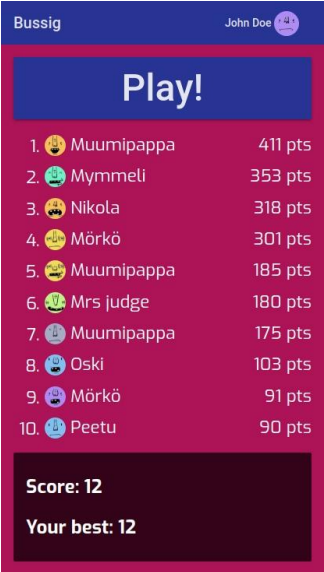 Bussig John Doe
Play!
1. Muumipappa 411 pts
2. Mymmeli 353 pts
3. Nikola 318 pts
4. Mörkö 301 pts
5. Muumipappa 185 pts
6. Mrs judge 180 pts
7. Muumipappa 175 pts
8. Oski 103 pts
9. Mörkö 91 pts
10. Peetu 90 pts
Score: 12
Your best: 12